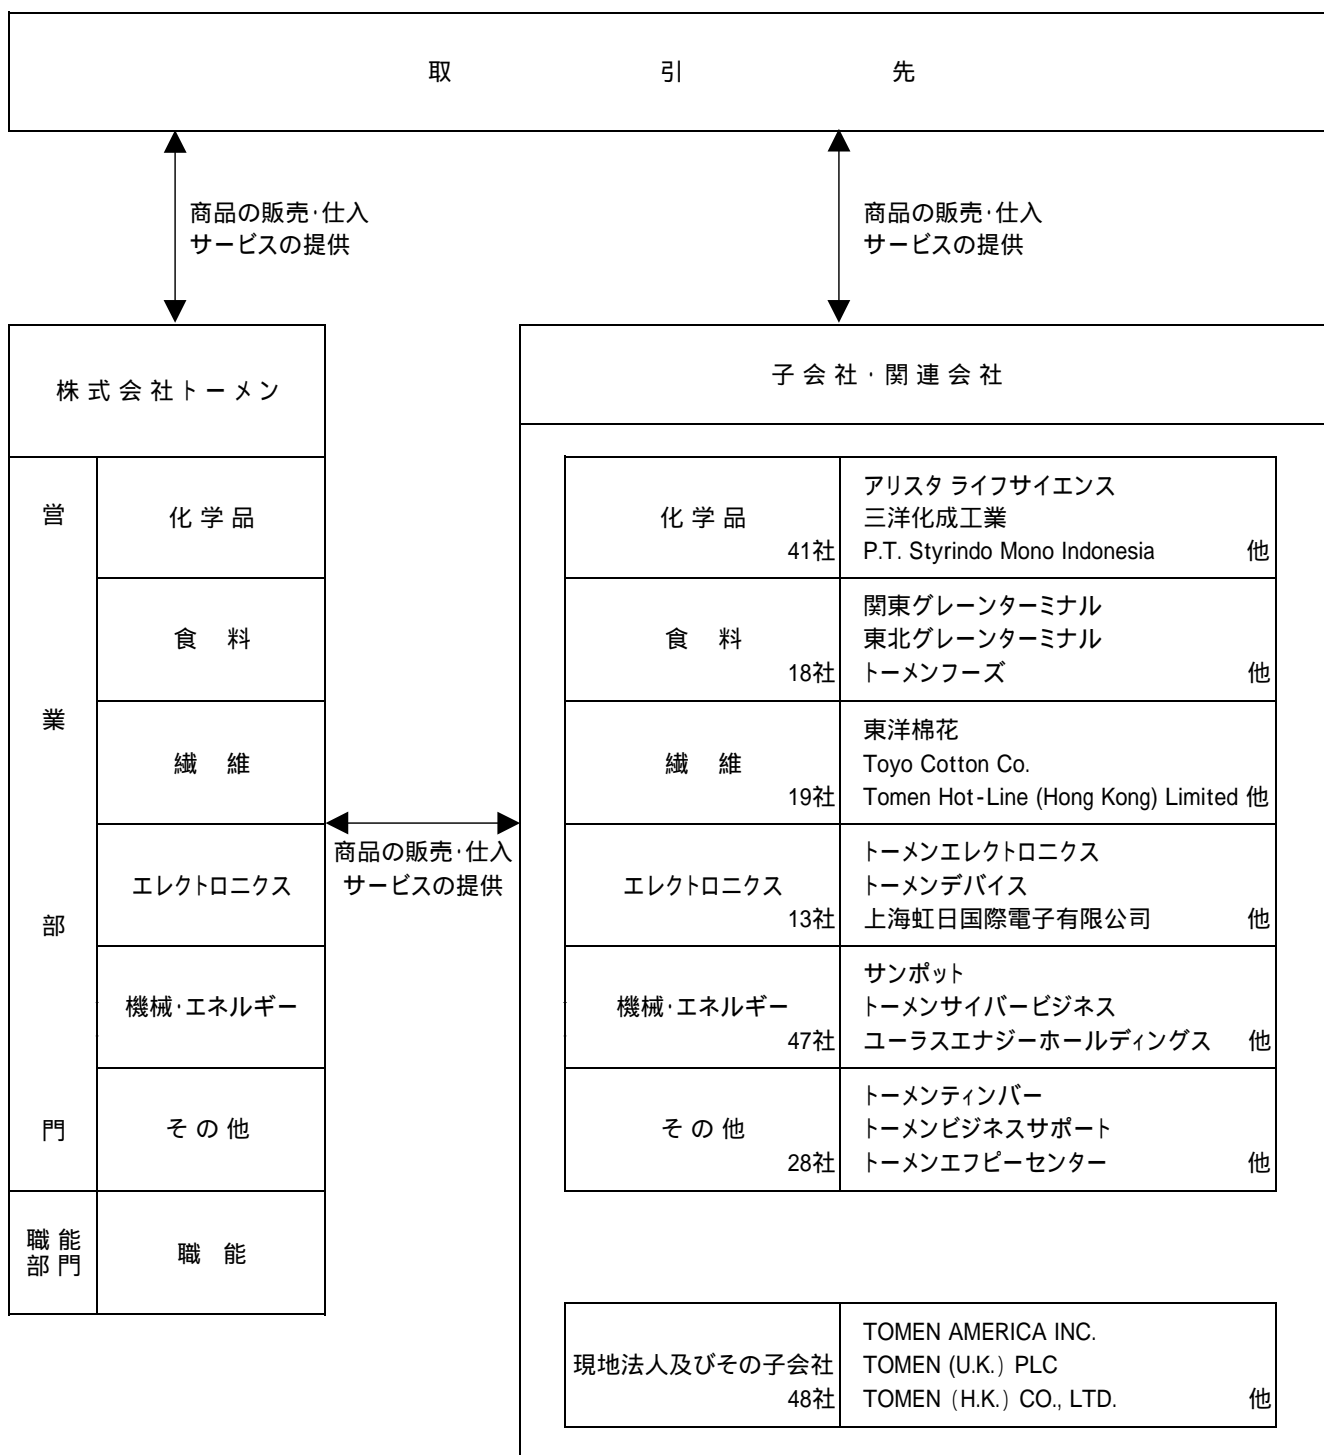 取引先
商品の販売・仕入
サービスの提供
商品の販売・仕入
サービスの提供
株式会社トーメン
営業部門
化学品
食料
繊維
エレクトロニクス
機械・エネルギー
その他
職能
部門
職能
商品の販売・仕入
サービスの提供
子会社・関連会社
化学品
41社
アリスタ ライフサイエンス
三洋化成工業
P.T. Styrindo Mono Indonesia 他
食料
18社
関東グレーンターミナル
東北グレーンターミナル
トーメンフーズ 他
繊維
19社
東洋棉花
Toyo Cotton Co.
Tomen Hot-Line (Hong Kong) Limited 他
エレクトロニクス
13社
トーメンエレクトロニクス
トーメンデバイス
上海虹日国際電子有限公司 他
機械・エネルギー
47社
サンポット
トーメンサイバービジネス
ユーラスエナジーホールディングス 他
その他
28社
トーメンティンバー
トーメンビジネスサポート
トーメンエフピーセンター 他
現地法人及びその子会社
48社
TOMEN AMERICA INC.
TOMEN (U.K.) PLC
TOMEN (H.K.) CO., LTD. 他